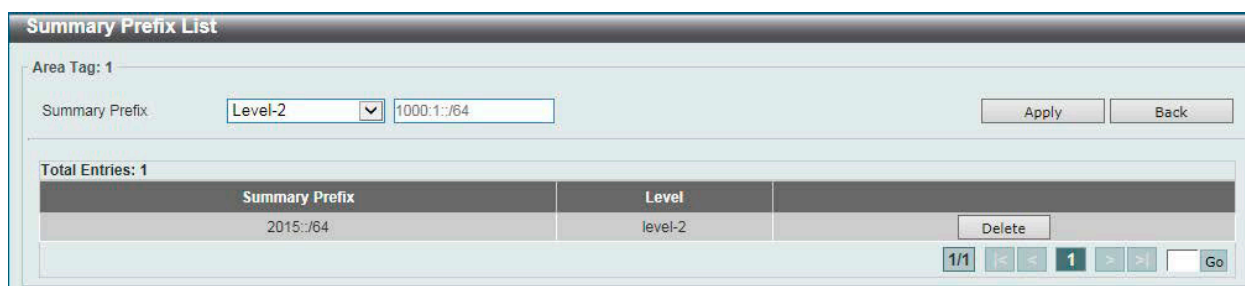 Summary Prefix List
Area Tag: 1
Summary Prefix Level-2 1000:1::/64 Apply Back
Total Entries: 1
Summary Prefix Level
2015::/64 level-2 Delete
1/1 |< < 1 > >| Go